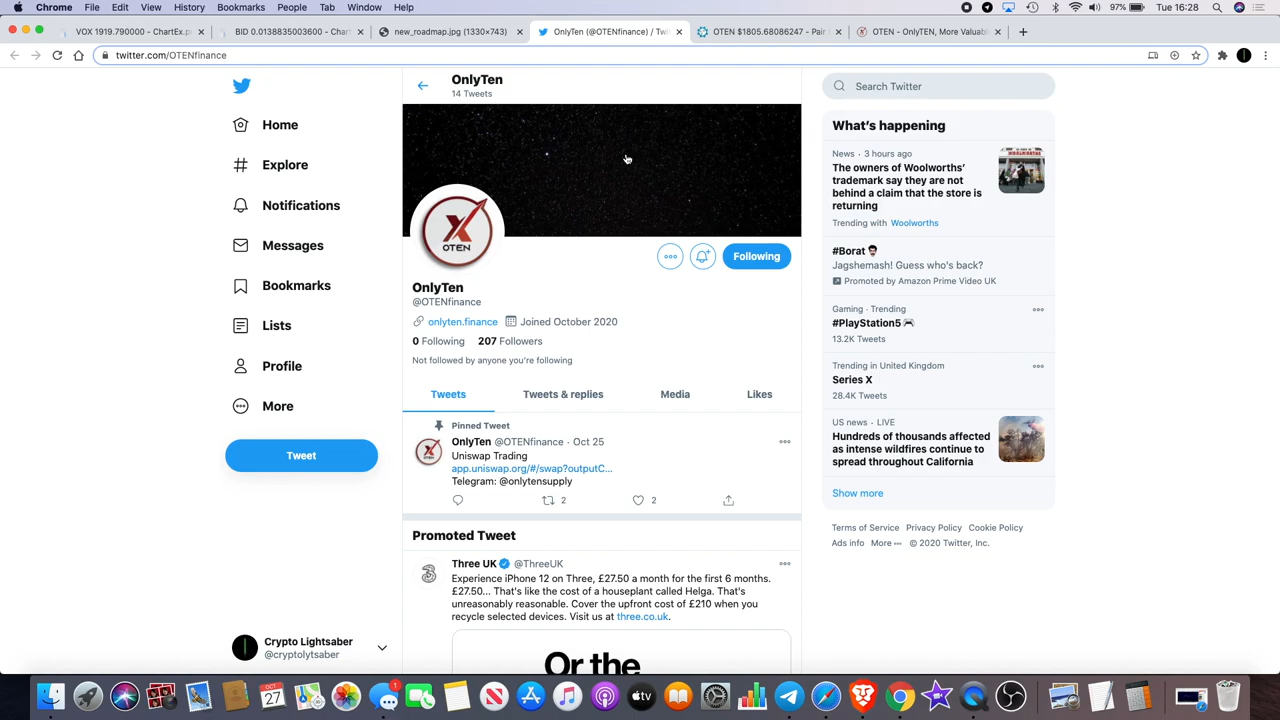 Chrome File Edit View History Bookmarks People Tab Window Help 97% Tue 16:28
VOX 1919.790000 - ChartEx.p
BID 0.0138835003600 - Chart
new_roadmap.jpg (1330×743)
OnlyTen (@OTENfinance) / Twi
OTEN $1805.68086247 - Pair
OTEN - OnlyTEN, More Valuabl
twitter.com/OTENfinance
Home
Explore
Notifications
Messages
Bookmarks
Lists
Profile
More
Tweet
Crypto Lightsaber
@cryptolytsaber
OnlyTen
14 Tweets
X
OTEN
Following
OnlyTen
@OTENfinance
onlyten.finance Joined October 2020
0 Following 207 Followers
Not followed by anyone you're following
Tweets Tweets & replies Media Likes
Pinned Tweet
OnlyTen @OTENfinance · Oct 25
Uniswap Trading
app.uniswap.org/#/swap?outputC...
Telegram: @onlytensupply
2 2
Promoted Tweet
Three UK @ThreeUK
Experience iPhone 12 on Three, £27.50 a month for the first 6 months.
£27.50... That's like the cost of a houseplant called Helga. That's
unreasonably reasonable. Cover the upfront cost of £210 when you
recycle selected devices. Visit us at three.co.uk.
Or the
Search Twitter
What's happening
News · 3 hours ago
The owners of Woolworths'
trademark say they are not
behind a claim that the store is
returning
Trending with Woolworths
#Borat
Jagshemash! Guess who's back?
Promoted by Amazon Prime Video UK
Gaming · Trending
#PlayStation5
13.2K Tweets
Trending in United Kingdom
Series X
28.4K Tweets
US news · LIVE
Hundreds of thousands affected
as intense wildfires continue to
spread throughout California
Show more
Terms of Service Privacy Policy Cookie Policy
Ads info More © 2020 Twitter, Inc.
OCT
27
1
tv